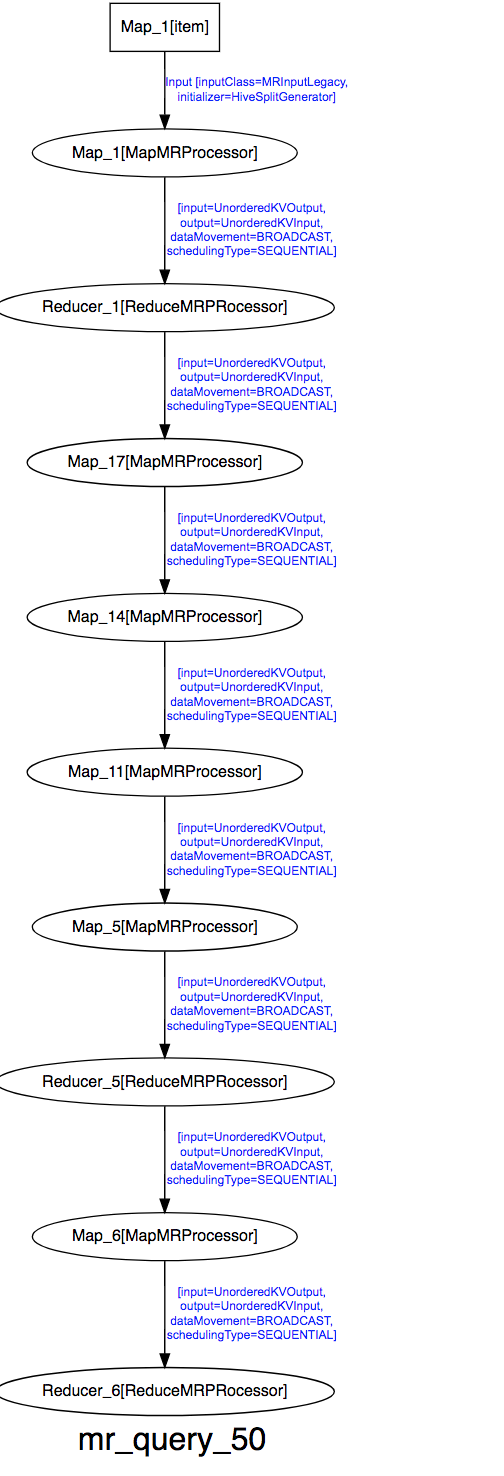 Map_1[item]
Input [inputClass=MRInputLegacy,
initializer=HiveSplitGenerator]
Map_1[MapMRProcessor]
[input=UnorderedKVOutput,
output=UnorderedKVInput,
dataMovement=BROADCAST,
schedulingType=SEQUENTIAL]
Reducer_1[ReduceMRPRocessor]
[input=UnorderedKVOutput,
output=UnorderedKVInput,
dataMovement=BROADCAST,
schedulingType=SEQUENTIAL]
Map_17[MapMRProcessor]
[input=UnorderedKVOutput,
output=UnorderedKVInput,
dataMovement=BROADCAST,
schedulingType=SEQUENTIAL]
Map_14[MapMRProcessor]
[input=UnorderedKVOutput,
output=UnorderedKVInput,
dataMovement=BROADCAST,
schedulingType=SEQUENTIAL]
Map_11[MapMRProcessor]
[input=UnorderedKVOutput,
output=UnorderedKVInput,
dataMovement=BROADCAST,
schedulingType=SEQUENTIAL]
Map_5[MapMRProcessor]
[input=UnorderedKVOutput,
output=UnorderedKVInput,
dataMovement=BROADCAST,
schedulingType=SEQUENTIAL]
Reducer_5[ReduceMRPRocessor]
[input=UnorderedKVOutput,
output=UnorderedKVInput,
dataMovement=BROADCAST,
schedulingType=SEQUENTIAL]
Map_6[MapMRProcessor]
[input=UnorderedKVOutput,
output=UnorderedKVInput,
dataMovement=BROADCAST,
schedulingType=SEQUENTIAL]
Reducer_6[ReduceMRPRocessor]
mr_query_50